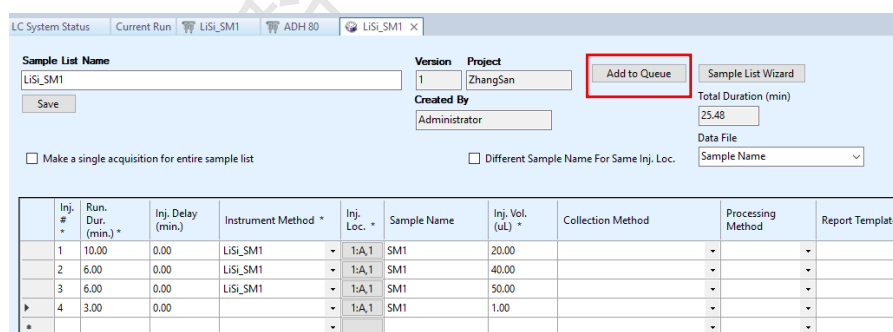 LC System Status Current Run LiSi_SM1 ADH 80 LiSi_SM1 ×
Sample List Name Version Project
LiSi_SM1 1 ZhangSan Add to Queue Sample List Wizard
Save Created By Total Duration (min)
Administrator 25.48
Data File
Make a single acquisition for entire sample list Different Sample Name For Same Inj. Loc. Sample Name
Inj. # * Run. Dur. (min.) * Inj. Delay (min.) Instrument Method * Inj. Loc. * Sample Name Inj. Vol. (uL) * Collection Method Processing Method Report Templat
1 10.00 0.00 LiSi_SM1 1:A,1 SM1 20.00
2 6.00 0.00 LiSi_SM1 1:A,1 SM1 40.00
3 6.00 0.00 LiSi_SM1 1:A,1 SM1 50.00
4 3.00 0.00 1:A,1 SM1 1.00
*